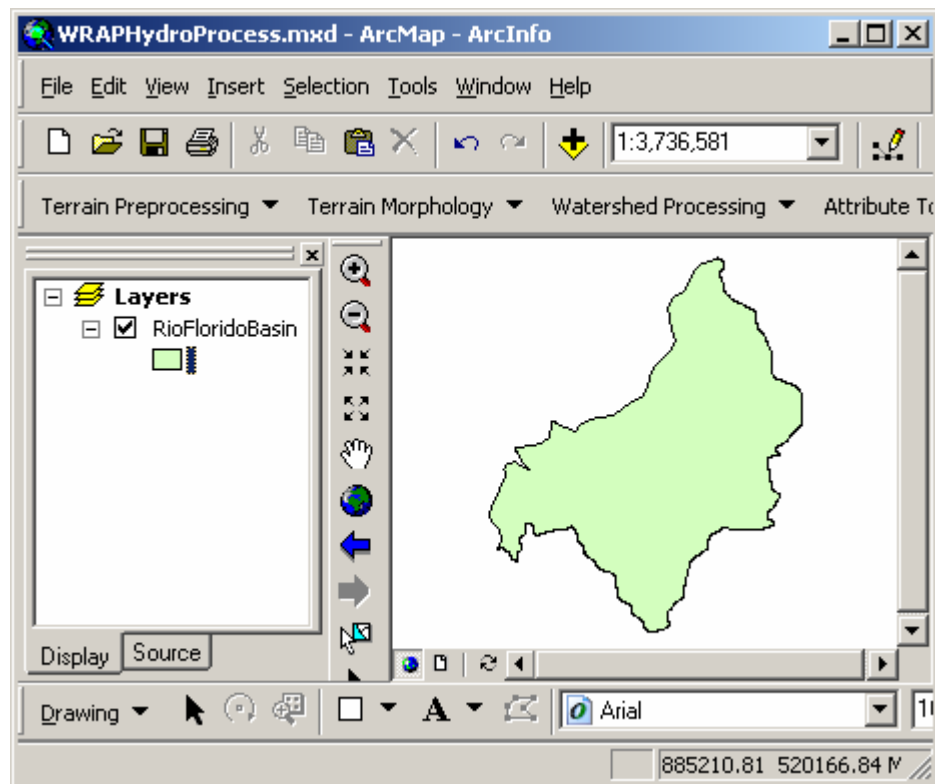 WRAPHydroProcess.mxd - ArcMap - ArcInfo
File Edit View Insert Selection Tools Window Help
1:3,736,581
Terrain Preprocessing Terrain Morphology Watershed Processing Attribute To
Layers
RioFloridoBasin
Display Source
Drawing A Arial 10
885210.81 520166.84 M